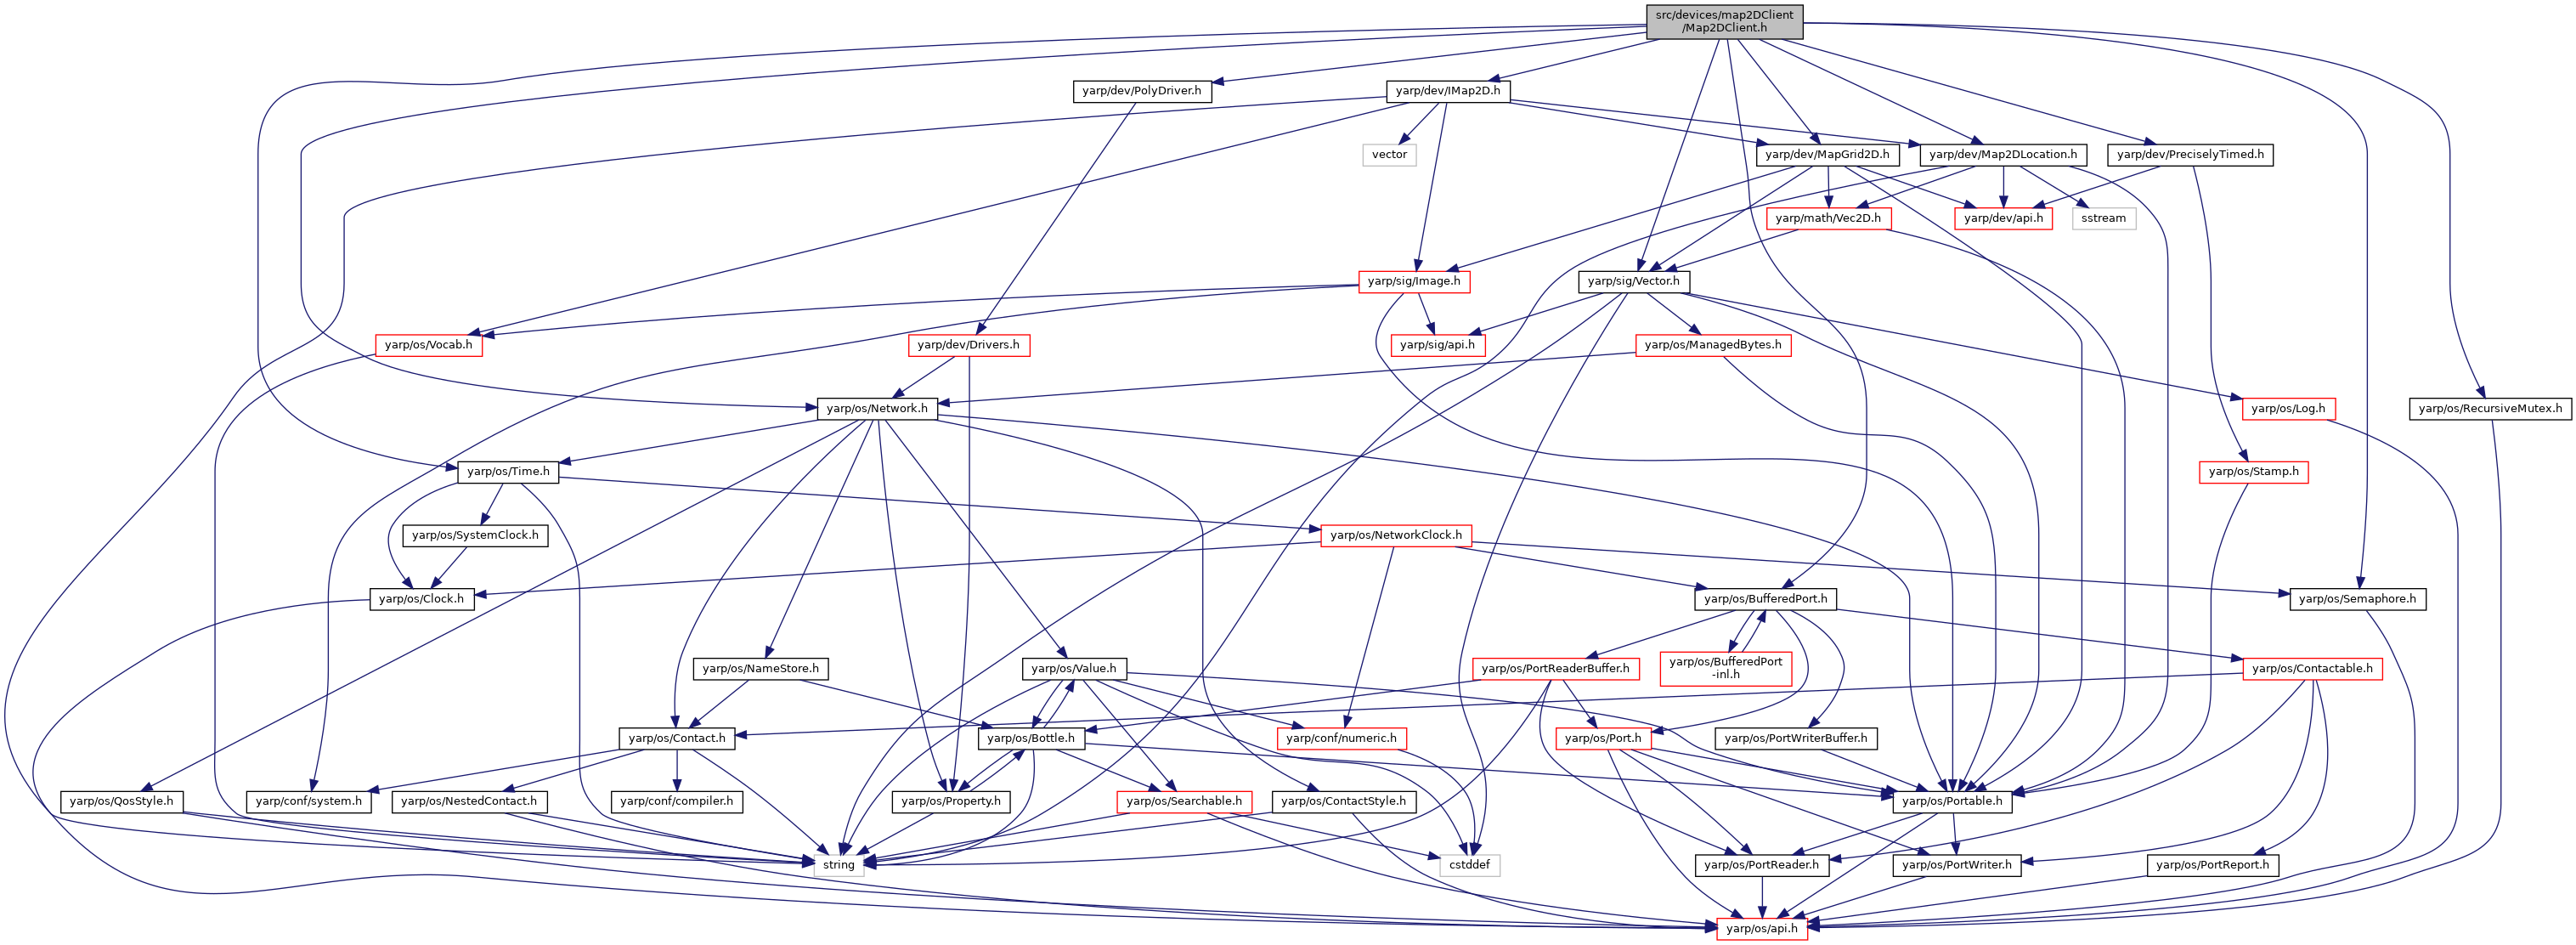 src/devices/map2DClient
/Map2DClient.h
yarp/dev/PolyDriver.h
yarp/dev/IMap2D.h
vector
yarp/dev/MapGrid2D.h
yarp/dev/Map2DLocation.h
yarp/dev/PreciselyTimed.h
yarp/math/Vec2D.h
yarp/dev/api.h
sstream
yarp/sig/Image.h
yarp/sig/Vector.h
yarp/os/Vocab.h
yarp/dev/Drivers.h
yarp/sig/api.h
yarp/os/ManagedBytes.h
yarp/os/Network.h
yarp/os/Log.h
yarp/os/RecursiveMutex.h
yarp/os/Time.h
yarp/os/Stamp.h
yarp/os/SystemClock.h
yarp/os/NetworkClock.h
yarp/os/Clock.h
yarp/os/BufferedPort.h
yarp/os/Semaphore.h
yarp/os/NameStore.h
yarp/os/Value.h
yarp/os/PortReaderBuffer.h
yarp/os/BufferedPort
-inl.h
yarp/os/Contactable.h
yarp/os/Contact.h
yarp/os/Bottle.h
yarp/conf/numeric.h
yarp/os/Port.h
yarp/os/PortWriterBuffer.h
yarp/os/QosStyle.h
yarp/conf/system.h
yarp/os/NestedContact.h
yarp/conf/compiler.h
yarp/os/Property.h
yarp/os/Searchable.h
yarp/os/ContactStyle.h
yarp/os/Portable.h
string
cstddef
yarp/os/PortReader.h
yarp/os/PortWriter.h
yarp/os/PortReport.h
yarp/os/api.h